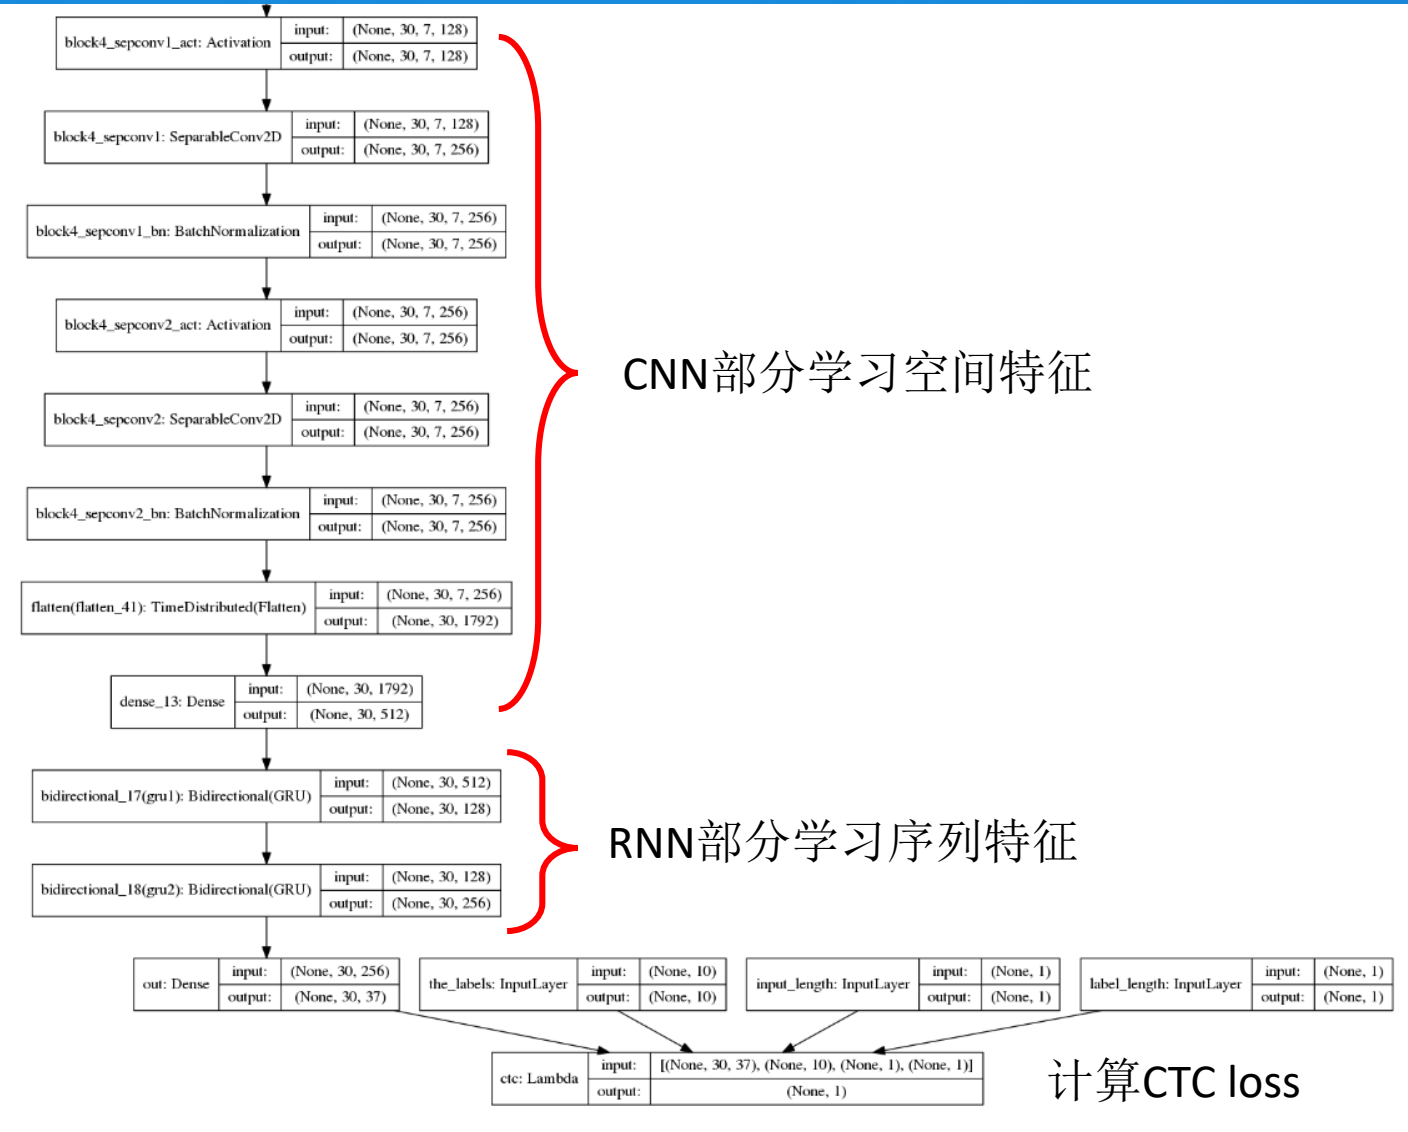 block4_sepconv1_act: Activation
input: (None, 30, 7, 128)
output: (None, 30, 7, 128)
block4_sepconv1: SeparableConv2D
input: (None, 30, 7, 128)
output: (None, 30, 7, 256)
block4_sepconv1_bn: BatchNormalization
input: (None, 30, 7, 256)
output: (None, 30, 7, 256)
block4_sepconv2_act: Activation
input: (None, 30, 7, 256)
output: (None, 30, 7, 256)
CNN部分学习空间特征
block4_sepconv2: SeparableConv2D
input: (None, 30, 7, 256)
output: (None, 30, 7, 256)
block4_sepconv2_bn: BatchNormalization
input: (None, 30, 7, 256)
output: (None, 30, 7, 256)
flatten(flatten_41): TimeDistributed(Flatten)
input: (None, 30, 7, 256)
output: (None, 30, 1792)
dense_13: Dense
input: (None, 30, 1792)
output: (None, 30, 512)
bidirectional_17(gru1): Bidirectional(GRU)
input: (None, 30, 512)
output: (None, 30, 128)
RNN部分学习序列特征
bidirectional_18(gru2): Bidirectional(GRU)
input: (None, 30, 128)
output: (None, 30, 256)
out: Dense
input: (None, 30, 256)
output: (None, 30, 37)
the_labels: InputLayer
input: (None, 10)
output: (None, 10)
input_length: InputLayer
input: (None, 1)
output: (None, 1)
label_length: InputLayer
input: (None, 1)
output: (None, 1)
ctc: Lambda
input: [(None, 30, 37), (None, 10), (None, 1), (None, 1)]
output: (None, 1)
计算CTC loss